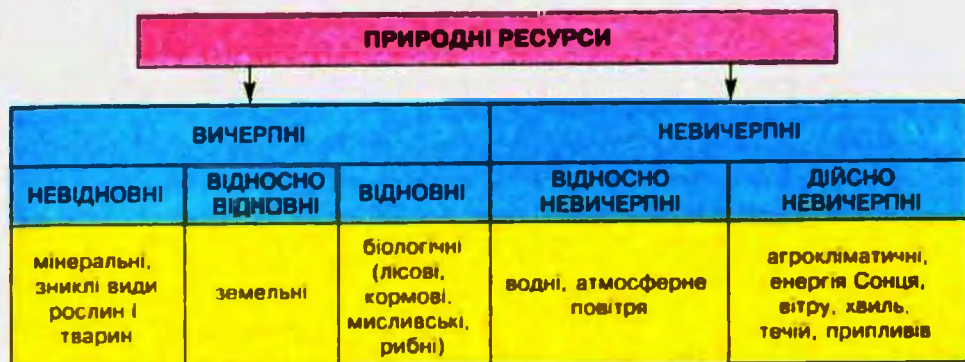 ПРИРОДНІ РЕСУРСИ
ВИЧЕРПНІ
НЕВИЧЕРПНІ
НЕВІДНОВНІ
ВІДНОСНО
ВІДНОВНІ
ВІДНОВНІ
ВІДНОСНО
НЕВИЧЕРПНІ
ДІЙСНО
НЕВИЧЕРПНІ
мінеральні,
зниклі види
рослин і
тварин
земельні
біологічні
(лісові,
кормові,
мисливські,
рибні)
водні, атмосферне
повітря
агрокліматичні,
енергія Сонця,
вітру, хвиль,
течій, припливів